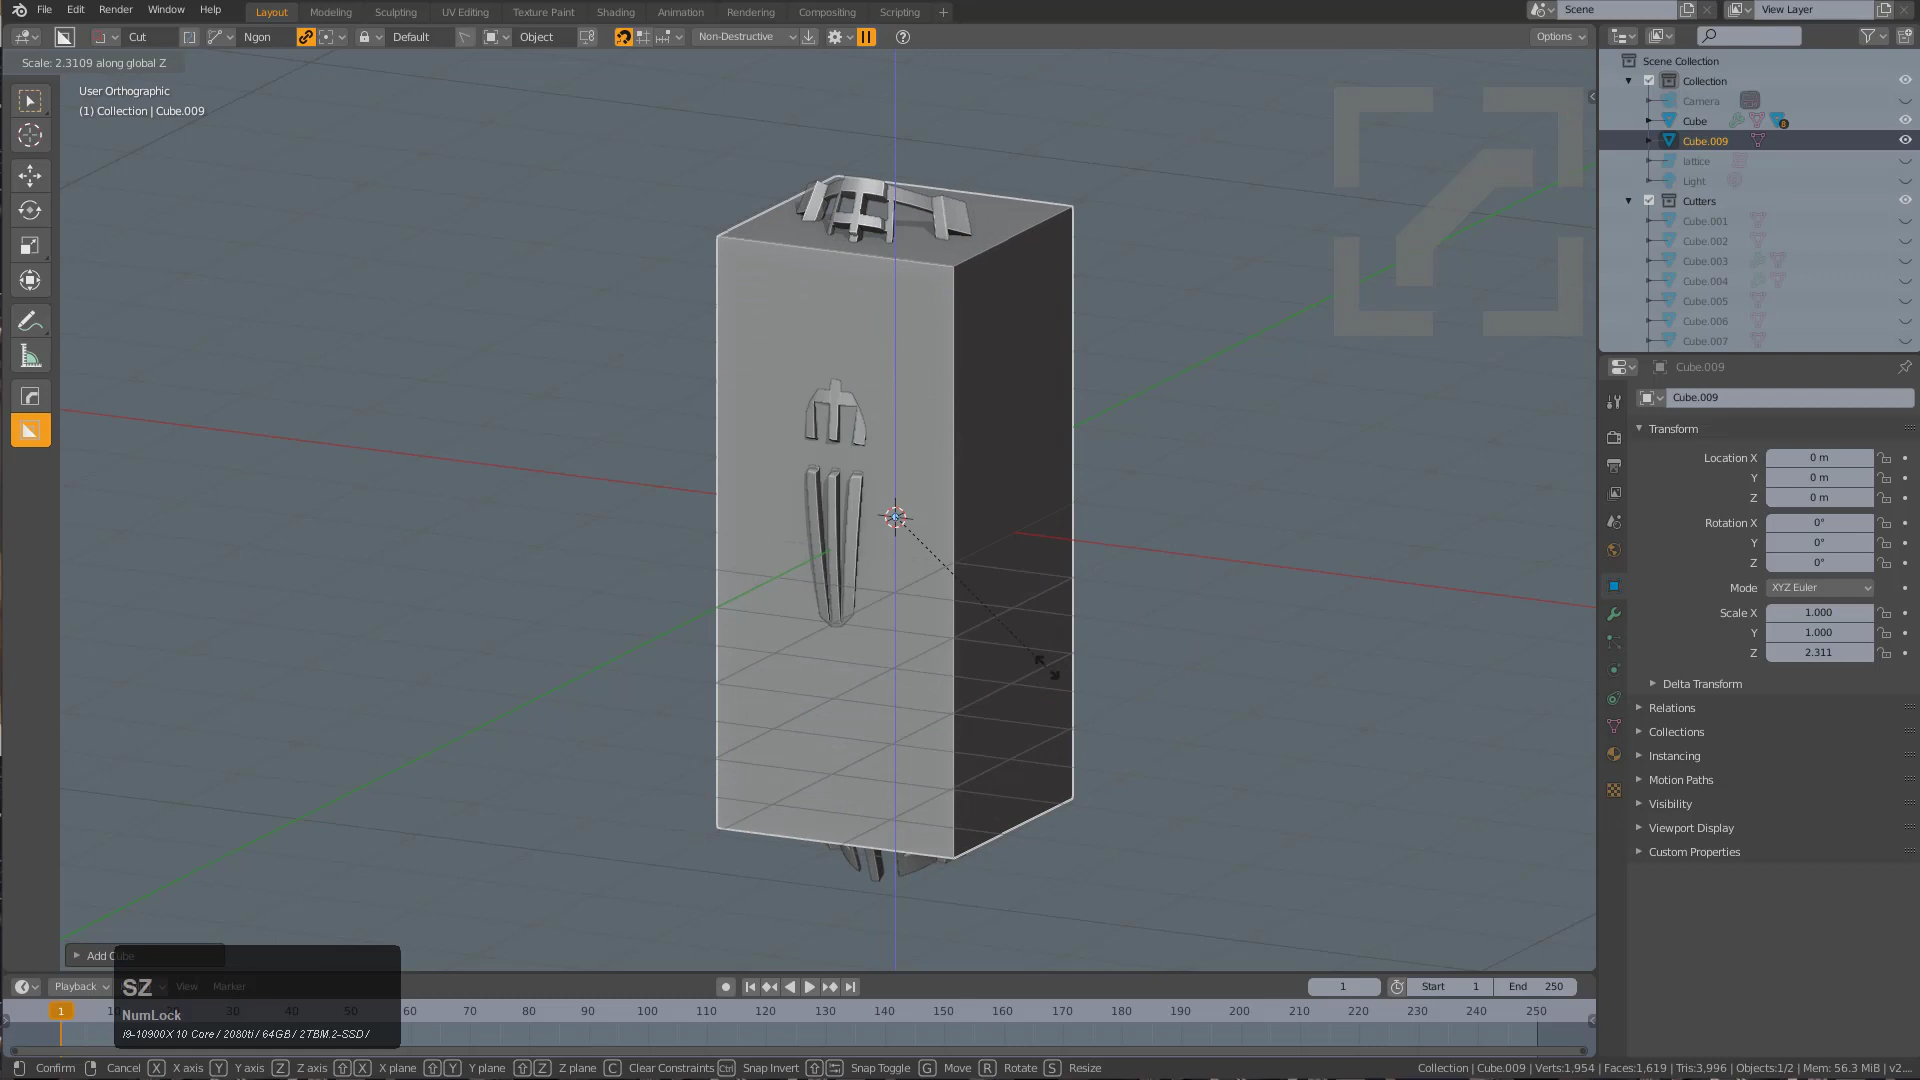 File Edit Render Window Help Layout Modeling Sculpting UV Editing Texture Paint Shading Animation Rendering Compositing Scripting + Scene View Layer
Cut Ngon Default Object Non-Destructive Options
Scale: 2.3109 along global Z
User Orthographic
(1) Collection | Cube.009
Scene Collection
Collection
Camera
Cube
Cube.009
lattice
Light
Cutters
Cube.001
Cube.002
Cube.003
Cube.004
Cube.005
Cube.006
Cube.007
Cube.009
Cube.009
Transform
Location X 0 m
Y 0 m
Z 0 m
Rotation X 0°
Y 0°
Z 0°
Mode XYZ Euler
Scale X 1.000
Y 1.000
Z 2.311
Delta Transform
Relations
Collections
Instancing
Motion Paths
Visibility
Viewport Display
Custom Properties
Add Cube
SZ
NumLock
i9-10900X 10 Core / 2080ti / 64GB / 2TBM.2-SSD /
Playback View Marker 1 Start 1 End 250
1 30 40 50 60 70 80 90 100 110 120 130 140 150 160 170 180 190 200 210 220 230 240 250
Confirm Cancel X X axis Y Y axis Z Z axis X X plane Y Y plane Z Z plane C Clear Constraints Ctrl Snap Invert Snap Toggle G Move R Rotate S Resize Collection | Cube.009 | Verts:1,954 | Faces:1,619 | Tris:3,996 | Objects:1/2 | Mem: 56.3 MiB | v2....